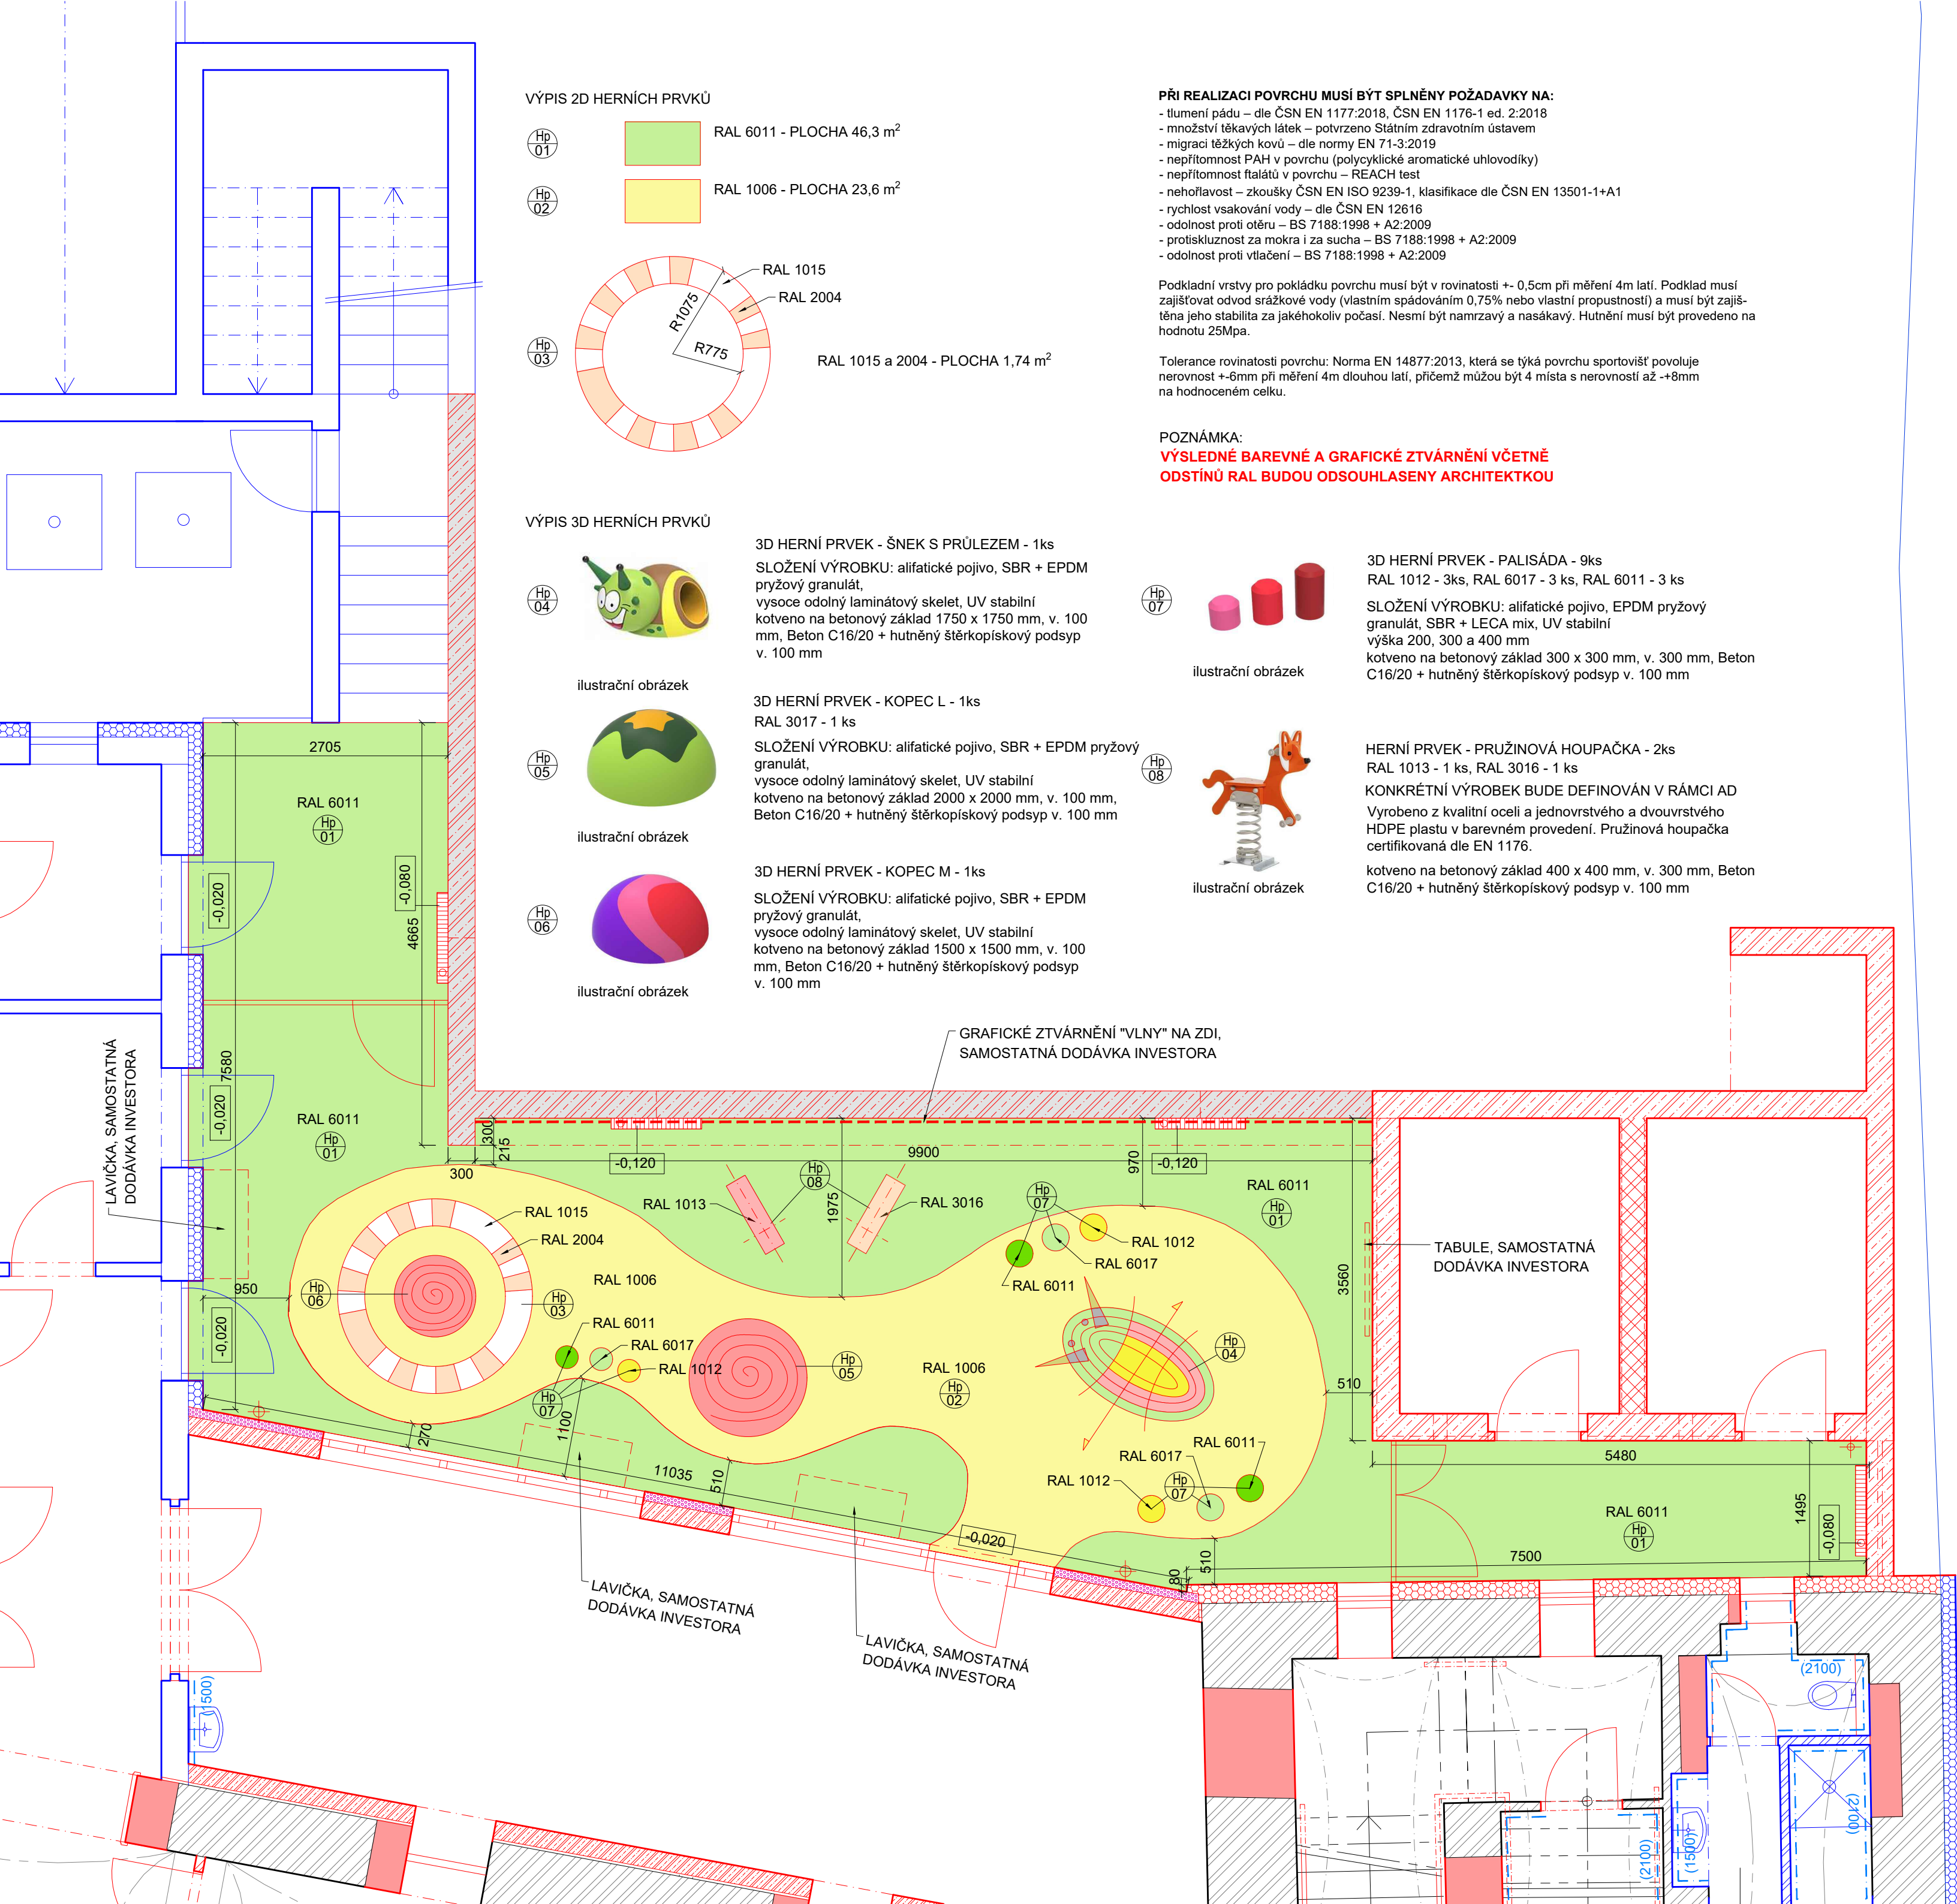 VÝPIS 2D HERNÍCH PRVKŮ
Hp
01
RAL 6011 - PLOCHA 46,3 m²
Hp
02
RAL 1006 - PLOCHA 23,6 m²
RAL 1015
RAL 2004
R1075
R775
Hp
03
RAL 1015 a 2004 - PLOCHA 1,74 m²
PŘI REALIZACI POVRCHU MUSÍ BÝT SPLNĚNY POŽADAVKY NA:
- tlumení pádu – dle ČSN EN 1177:2018, ČSN EN 1176-1 ed. 2:2018
- množství těkavých látek – potvrzeno Státním zdravotním ústavem
- migraci těžkých kovů – dle normy EN 71-3:2019
- nepřítomnost PAH v povrchu (polycyklické aromatické uhlovodíky)
- nepřítomnost ftalátů v povrchu – REACH test
- nehořlavost – zkoušky ČSN EN ISO 9239-1, klasifikace dle ČSN EN 13501-1+A1
- rychlost vsakování vody – dle ČSN EN 12616
- odolnost proti otěru – BS 7188:1998 + A2:2009
- protiskluznost za mokra i za sucha – BS 7188:1998 + A2:2009
- odolnost proti vtlačení – BS 7188:1998 + A2:2009
Podkladní vrstvy pro pokládku povrchu musí být v rovinatosti +- 0,5cm při měření 4m latí. Podklad musí
zajišťovat odvod srážkové vody (vlastním spádováním 0,75% nebo vlastní propustností) a musí být zajiš-
těna jeho stabilita za jakéhokoliv počasí. Nesmí být namrzavý a nasákavý. Hutnění musí být provedeno na
hodnotu 25Mpa.
Tolerance rovinatosti povrchu: Norma EN 14877:2013, která se týká povrchu sportovišť povoluje
nerovnost +-6mm při měření 4m dlouhou latí, přičemž můžou být 4 místa s nerovností až -+8mm
na hodnoceném celku.
POZNÁMKA:
VÝSLEDNÉ BAREVNÉ A GRAFICKÉ ZTVÁRNĚNÍ VČETNĚ
ODSTÍNŮ RAL BUDOU ODSOUHLASENY ARCHITEKTKOU
VÝPIS 3D HERNÍCH PRVKŮ
Hp
04
3D HERNÍ PRVEK - ŠNEK S PRŮLEZEM - 1ks
SLOŽENÍ VÝROBKU: alifatické pojivo, SBR + EPDM
pryžový granulát,
vysoce odolný laminátový skelet, UV stabilní
kotveno na betonový základ 1750 x 1750 mm, v. 100
mm, Beton C16/20 + hutněný štěrkopískový podsyp
v. 100 mm
ilustrační obrázek
Hp
05
3D HERNÍ PRVEK - KOPEC L - 1ks
RAL 3017 - 1 ks
SLOŽENÍ VÝROBKU: alifatické pojivo, SBR + EPDM pryžový
granulát,
vysoce odolný laminátový skelet, UV stabilní
kotveno na betonový základ 2000 x 2000 mm, v. 100 mm,
Beton C16/20 + hutněný štěrkopískový podsyp v. 100 mm
ilustrační obrázek
Hp
06
3D HERNÍ PRVEK - KOPEC M - 1ks
SLOŽENÍ VÝROBKU: alifatické pojivo, SBR + EPDM
pryžový granulát,
vysoce odolný laminátový skelet, UV stabilní
kotveno na betonový základ 1500 x 1500 mm, v. 100
mm, Beton C16/20 + hutněný štěrkopískový podsyp
v. 100 mm
ilustrační obrázek
Hp
07
3D HERNÍ PRVEK - PALISÁDA - 9ks
RAL 1012 - 3ks, RAL 6017 - 3 ks, RAL 6011 - 3 ks
SLOŽENÍ VÝROBKU: alifatické pojivo, EPDM pryžový
granulát, SBR + LECA mix, UV stabilní
výška 200, 300 a 400 mm
kotveno na betonový základ 300 x 300 mm, v. 300 mm, Beton
C16/20 + hutněný štěrkopískový podsyp v. 100 mm
ilustrační obrázek
Hp
08
HERNÍ PRVEK - PRUŽINOVÁ HOUPAČKA - 2ks
RAL 1013 - 1 ks, RAL 3016 - 1 ks
KONKRÉTNÍ VÝROBEK BUDE DEFINOVÁN V RÁMCI AD
Vyrobeno z kvalitní oceli a jednovrstvého a dvouvrstvého
HDPE plastu v barevném provedení. Pružinová houpačka
certifikovaná dle EN 1176.
kotveno na betonový základ 400 x 400 mm, v. 300 mm, Beton
C16/20 + hutněný štěrkopískový podsyp v. 100 mm
ilustrační obrázek
2705
RAL 6011
Hp
01
-0,020
-0,080
4665
7580
-0,020
LAVIČKA, SAMOSTATNÁ
DODÁVKA INVESTORA
RAL 6011
Hp
01
GRAFICKÉ ZTVÁRNĚNÍ "VLNY" NA ZDI,
SAMOSTATNÁ DODÁVKA INVESTORA
300
215
300
-0,120
9900
970
-0,120
1975
3560
RAL 1013
Hp
08
RAL 3016
Hp
07
RAL 1012
RAL 6017
RAL 6011
RAL 6011
Hp
01
TABULE, SAMOSTATNÁ
DODÁVKA INVESTORA
RAL 1015
RAL 2004
950
Hp
06
-0,020
RAL 1006
Hp
03
RAL 6011
RAL 6017
RAL 1012
Hp
07
Hp
05
RAL 1006
Hp
02
Hp
04
510
270
1100
11035
510
RAL 6011
RAL 6017
RAL 1012
Hp
07
-0,020
510
80
5480
RAL 6011
Hp
01
1495
-0,080
7500
LAVIČKA, SAMOSTATNÁ
DODÁVKA INVESTORA
LAVIČKA, SAMOSTATNÁ
DODÁVKA INVESTORA
(1500)
(2100)
(2100)
(2100)
(1500)